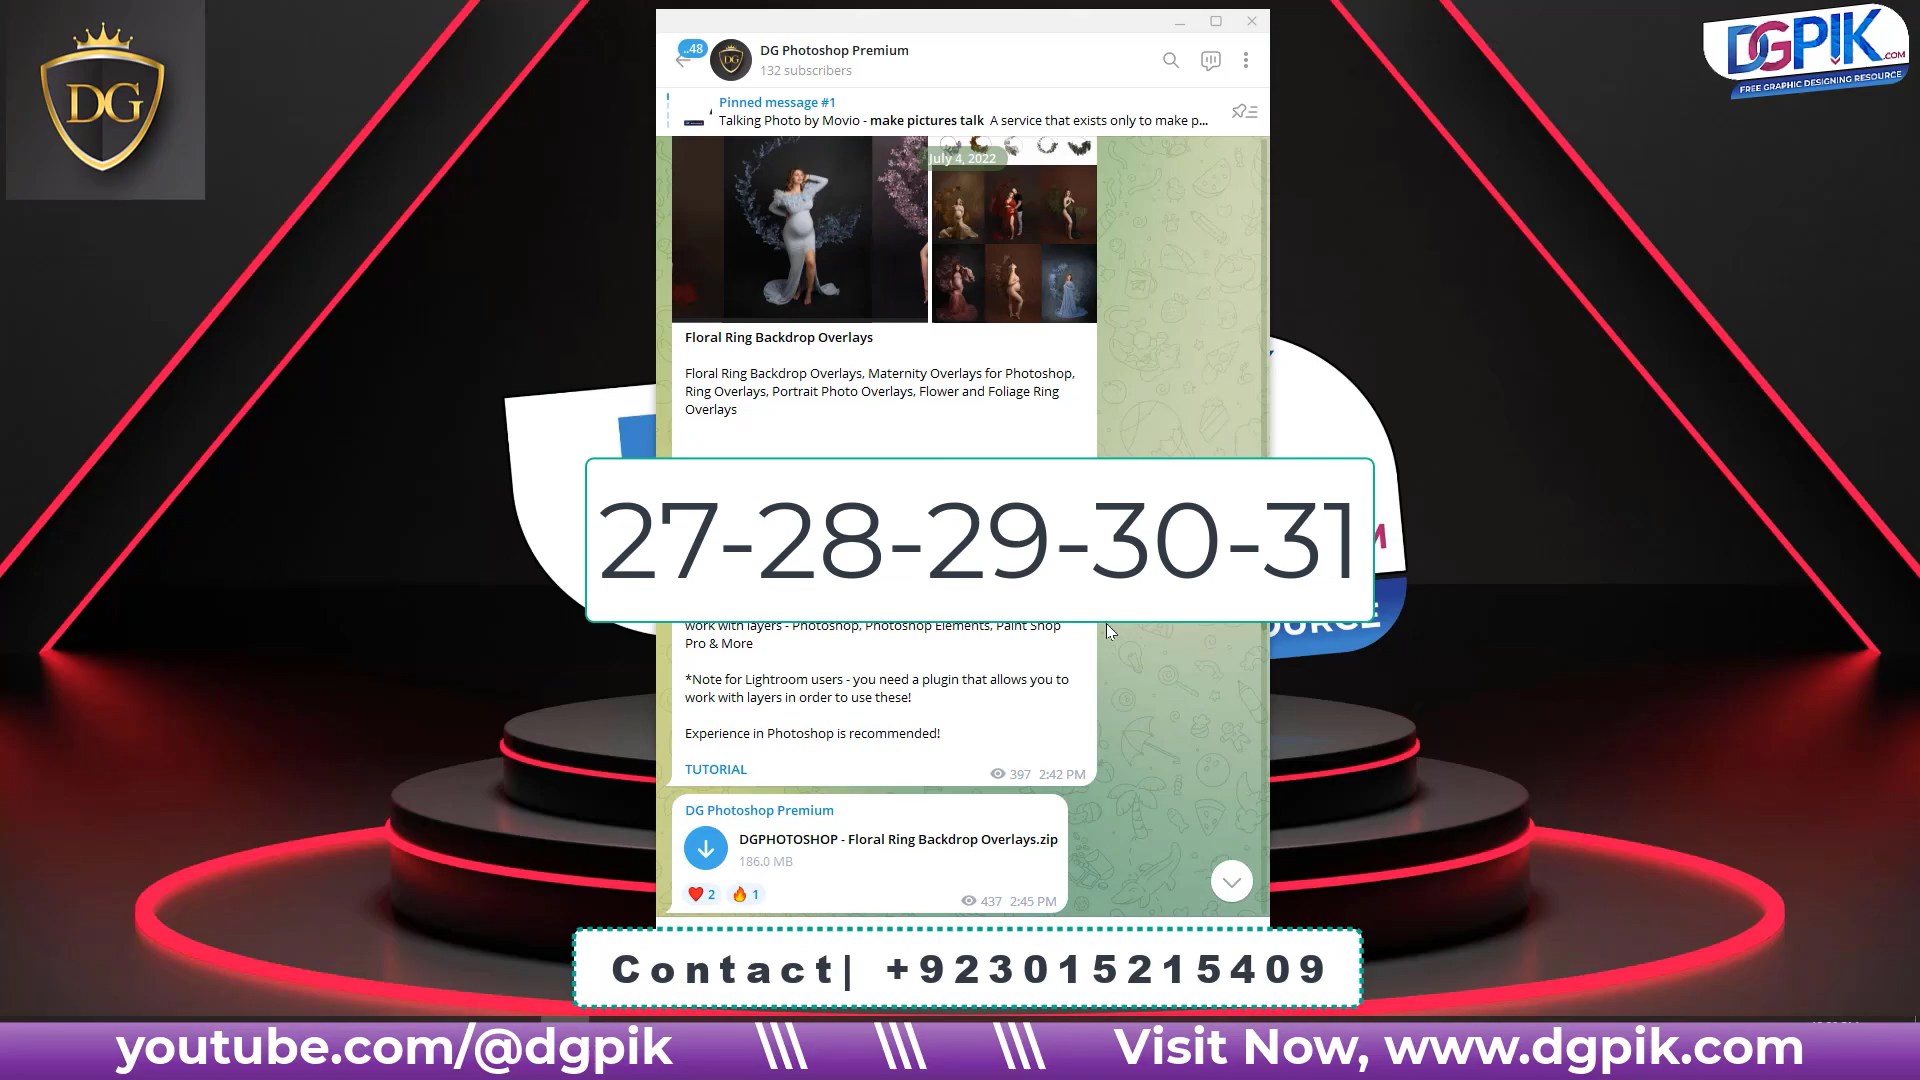 DG
DGPIK.COM
FREE GRAPHIC DESIGNING RESOURCE
..48
DG
DG Photoshop Premium
132 subscribers
Pinned message #1
Talking Photo by Movio - make pictures talk A service that exists only to make p...
July 4, 2022
Floral Ring Backdrop Overlays
Floral Ring Backdrop Overlays, Maternity Overlays for Photoshop,
Ring Overlays, Portrait Photo Overlays, Flower and Foliage Ring
Overlays
27-28-29-30-31
work with layers - Photoshop, Photoshop Elements, Paint Shop
Pro & More
*Note for Lightroom users - you need a plugin that allows you to
work with layers in order to use these!
Experience in Photoshop is recommended!
TUTORIAL
397 2:42 PM
DG Photoshop Premium
DGPHOTOSHOP - Floral Ring Backdrop Overlays.zip
186.0 MB
2 1
437 2:45 PM
Contact| +923015215409
youtube.com/@dgpik \\\ \\\ \\\ Visit Now, www.dgpik.com